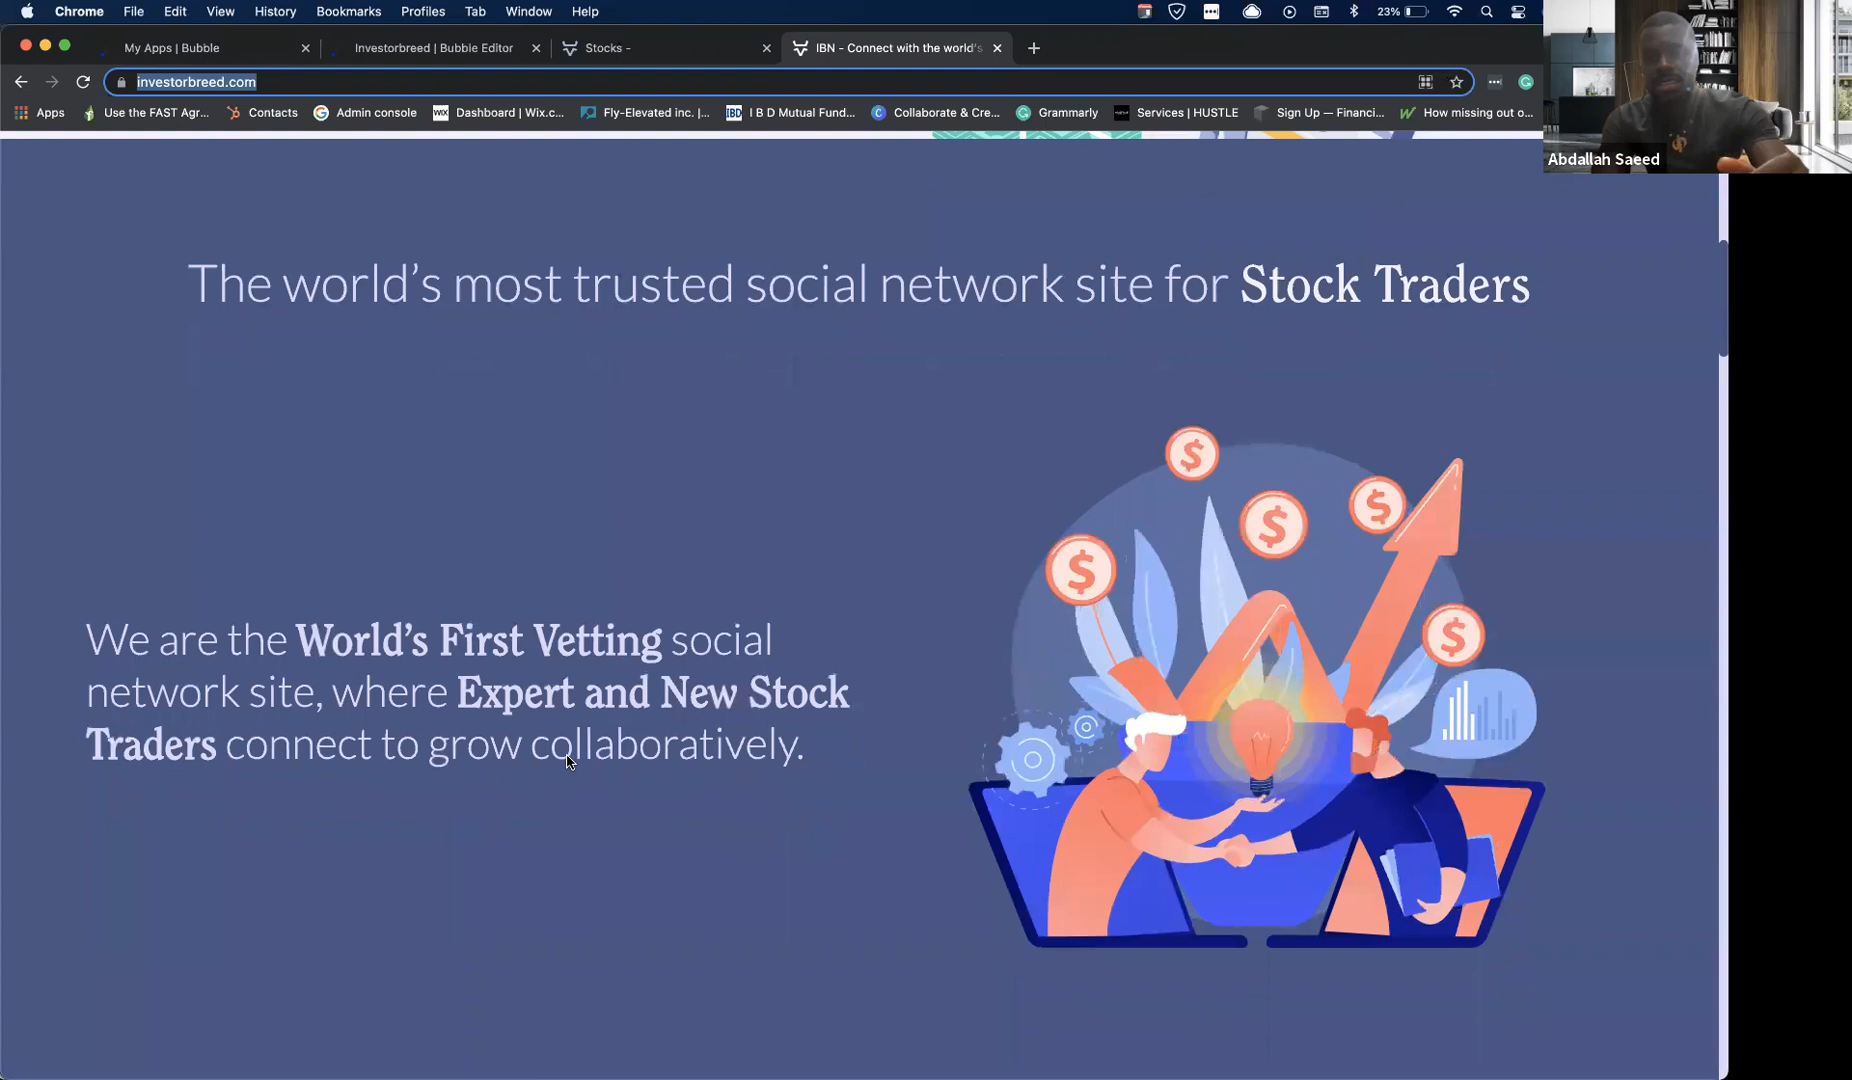 Chrome File Edit View History Bookmarks Profiles Tab Window Help 23%
My Apps | Bubble Investorbreed | Bubble Editor Stocks - IBN - Connect with the world's
investorbreed.com
Apps Use the FAST Agr... Contacts Admin console WIX Dashboard | Wix.c... Fly-Elevated inc. |... IBD I B D Mutual Fund... Collaborate & Cre... Grammarly Services | HUSTLE Sign Up — Financi... How missing out o...
Abdallah Saeed
The world's most trusted social network site for Stock Traders
We are the World's First Vetting social
network site, where Expert and New Stock
Traders connect to grow collaboratively.
$
$
$
$
$